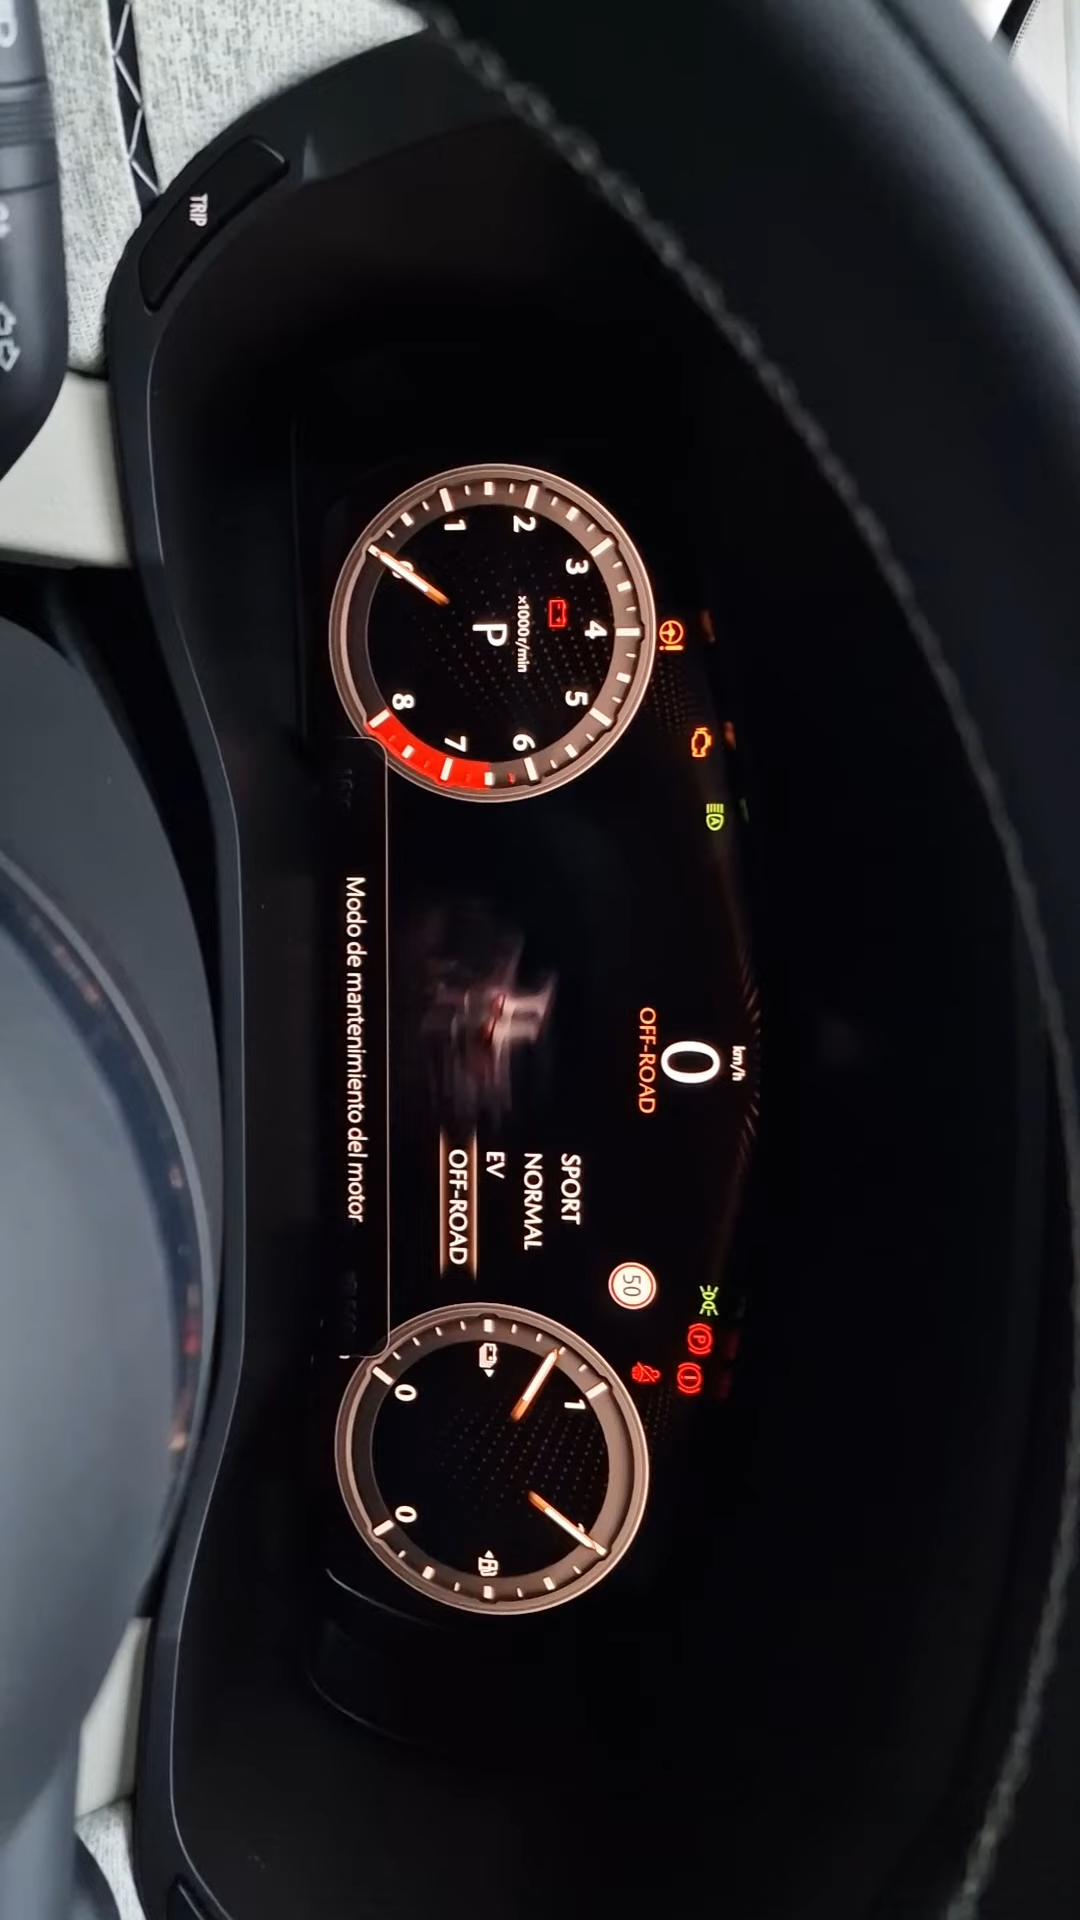 TRIP
km/h
0
OFF-ROAD
1
2
3
4
5
6
7
8
x1000r/min
P
SPORT
NORMAL
EV
OFF-ROAD
50
P
A
0
1
0
Modo de mantenimiento del motor